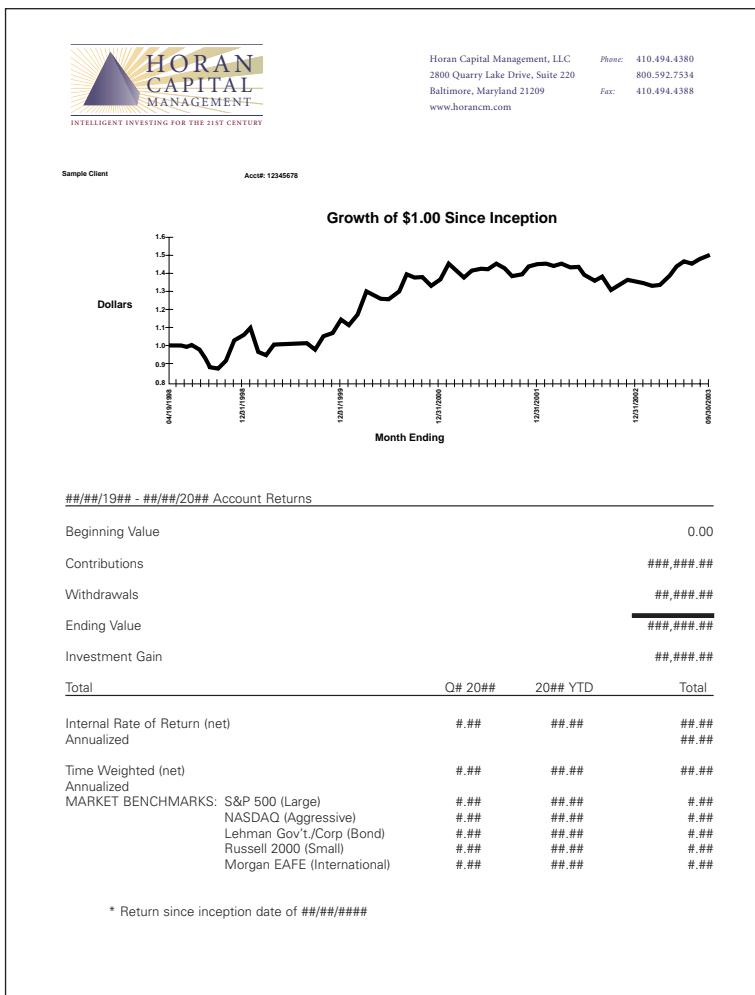 HORAN
CAPITAL
MANAGEMENT
INTELLIGENT INVESTING FOR THE 21ST CENTURY
Horan Capital Management, LLC Phone: 410.494.4380
2800 Quarry Lake Drive, Suite 220 800.592.7534
Baltimore, Maryland 21209 Fax: 410.494.4388
www.horancm.com
Sample Client Acct#: 12345678
Growth of $1.00 Since Inception
1.6
1.5
1.4
1.3
Dollars
1.2
1.1
1.0
0.9
0.8
04/19/1998 12/31/1998 12/31/1999 12/31/2000 12/31/2001 12/31/2002 09/30/2003
Month Ending
##/##/19## - ##/##/20## Account Returns
Beginning Value 0.00
Contributions ###,###.##
Withdrawals ##,###.##
Ending Value ###,###.##
Investment Gain ##,###.##
Total Q# 20## 20## YTD Total
Internal Rate of Return (net) #.## ##.## ##.##
Annualized ##.##
Time Weighted (net) #.## ##.## ##.##
Annualized
MARKET BENCHMARKS: S&P 500 (Large) #.## ##.## #.##
NASDAQ (Aggressive) #.## ##.## #.##
Lehman Gov't./Corp (Bond) #.## ##.## #.##
Russell 2000 (Small) #.## ##.## #.##
Morgan EAFE (International) #.## ##.## #.##
* Return since inception date of ##/##/####